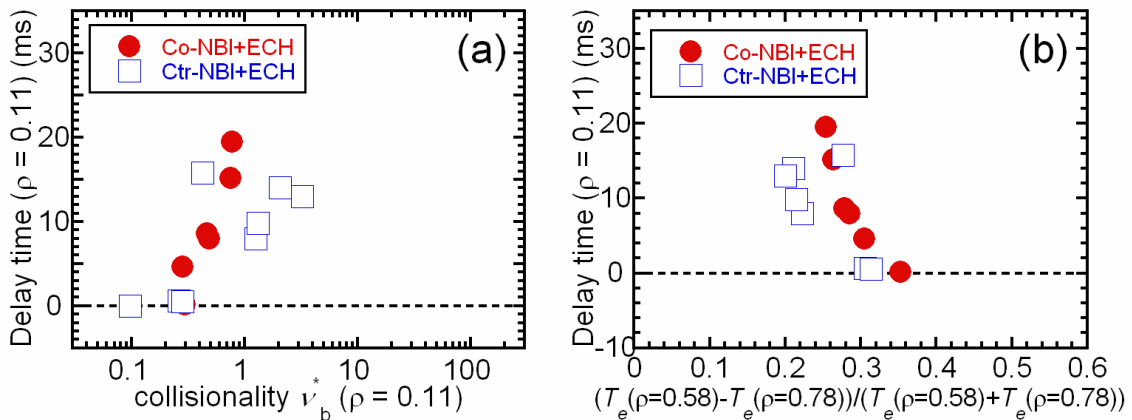 (a)
Co-NBI+ECH
Ctr-NBI+ECH
Delay time (ρ = 0.11) (ms)
30
20
10
0
0.1 1 10 100
collisionality ν*b (ρ = 0.11)
(b)
Co-NBI+ECH
Ctr-NBI+ECH
Delay time (ρ = 0.11) (ms)
30
20
10
0
-10
0 0.1 0.2 0.3 0.4 0.5 0.6
(Te(ρ=0.58)-Te(ρ=0.78))/(Te(ρ=0.58)+Te(ρ=0.78))